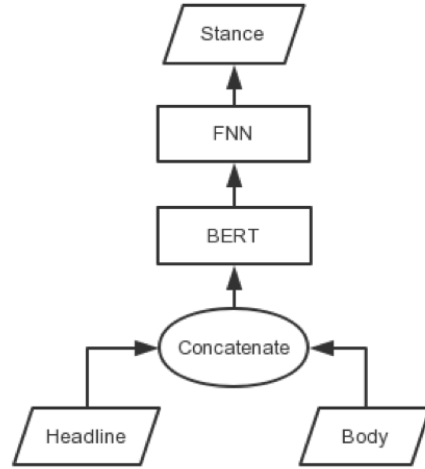 Stance
FNN
BERT
Concatenate
Headline
Body